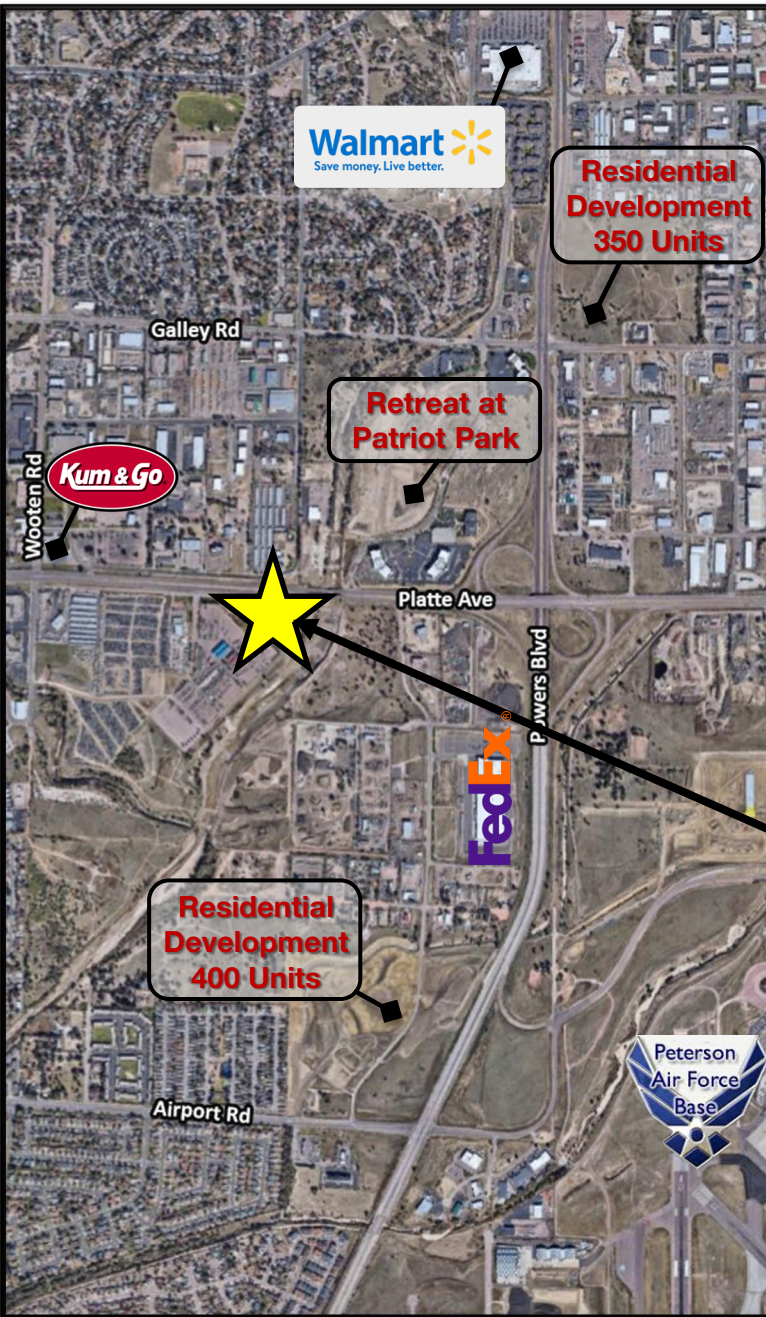 Walmart
Save money. Live better.
Residential
Development
350 Units
Galley Rd
Retreat at
Patriot Park
Wooten Rd
Kum & Go
Platte Ave
Powers Blvd
FedEx®
Residential
Development
400 Units
Peterson
Air Force
Base
Airport Rd